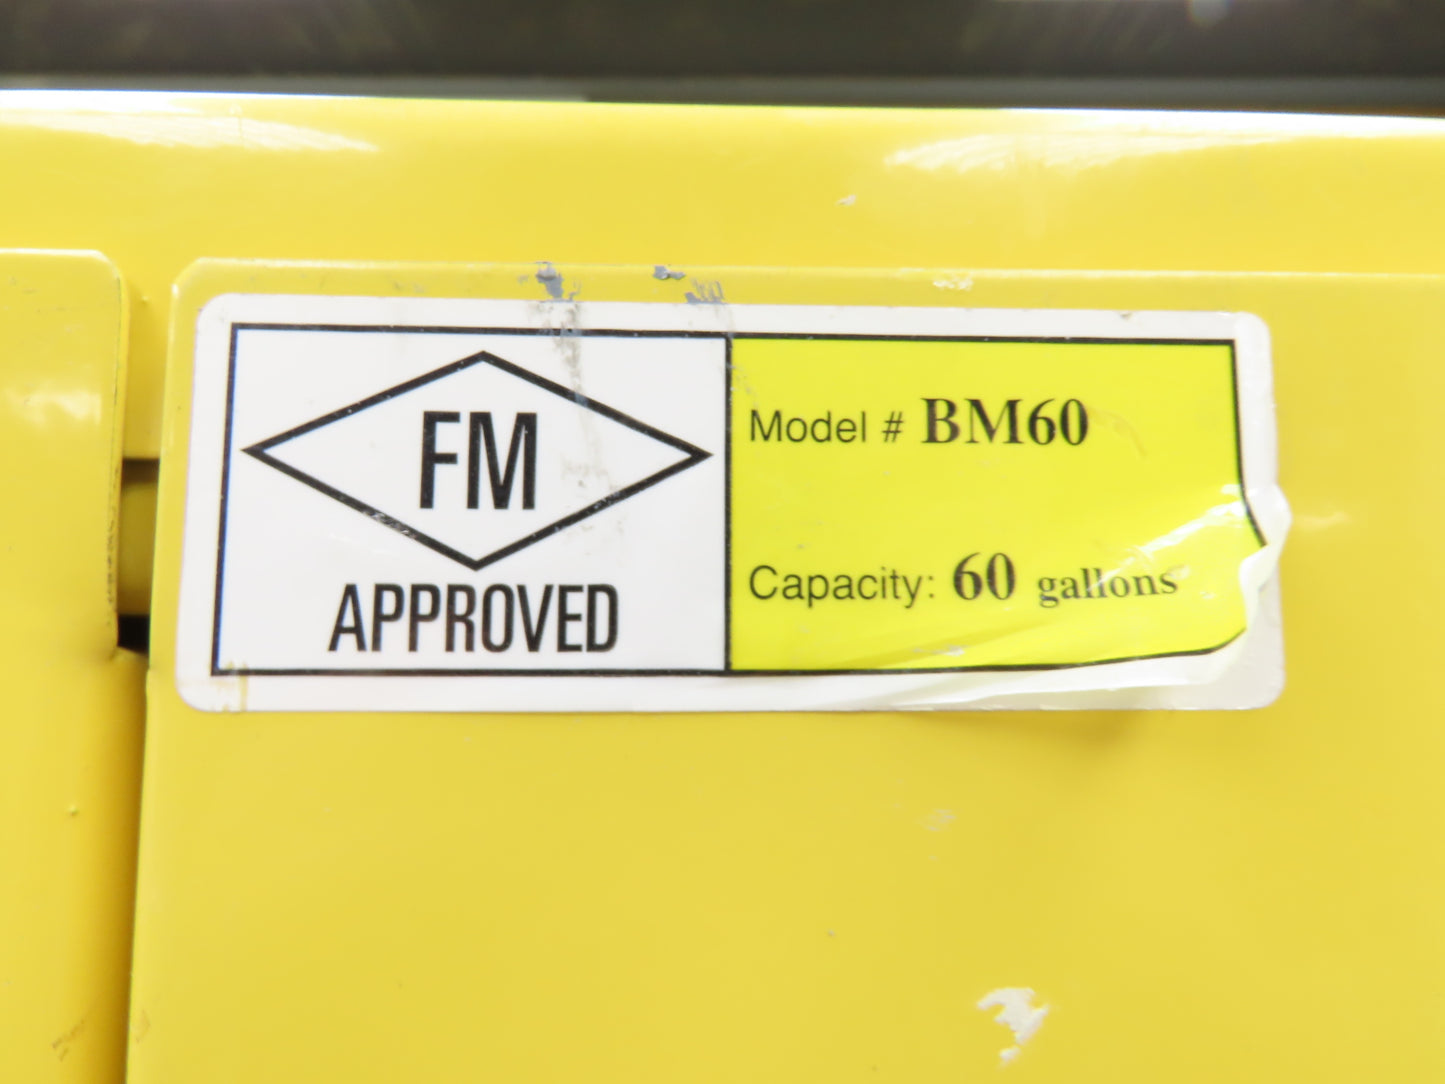 FM
APPROVED
Model # BM60
Capacity: 60 gallons